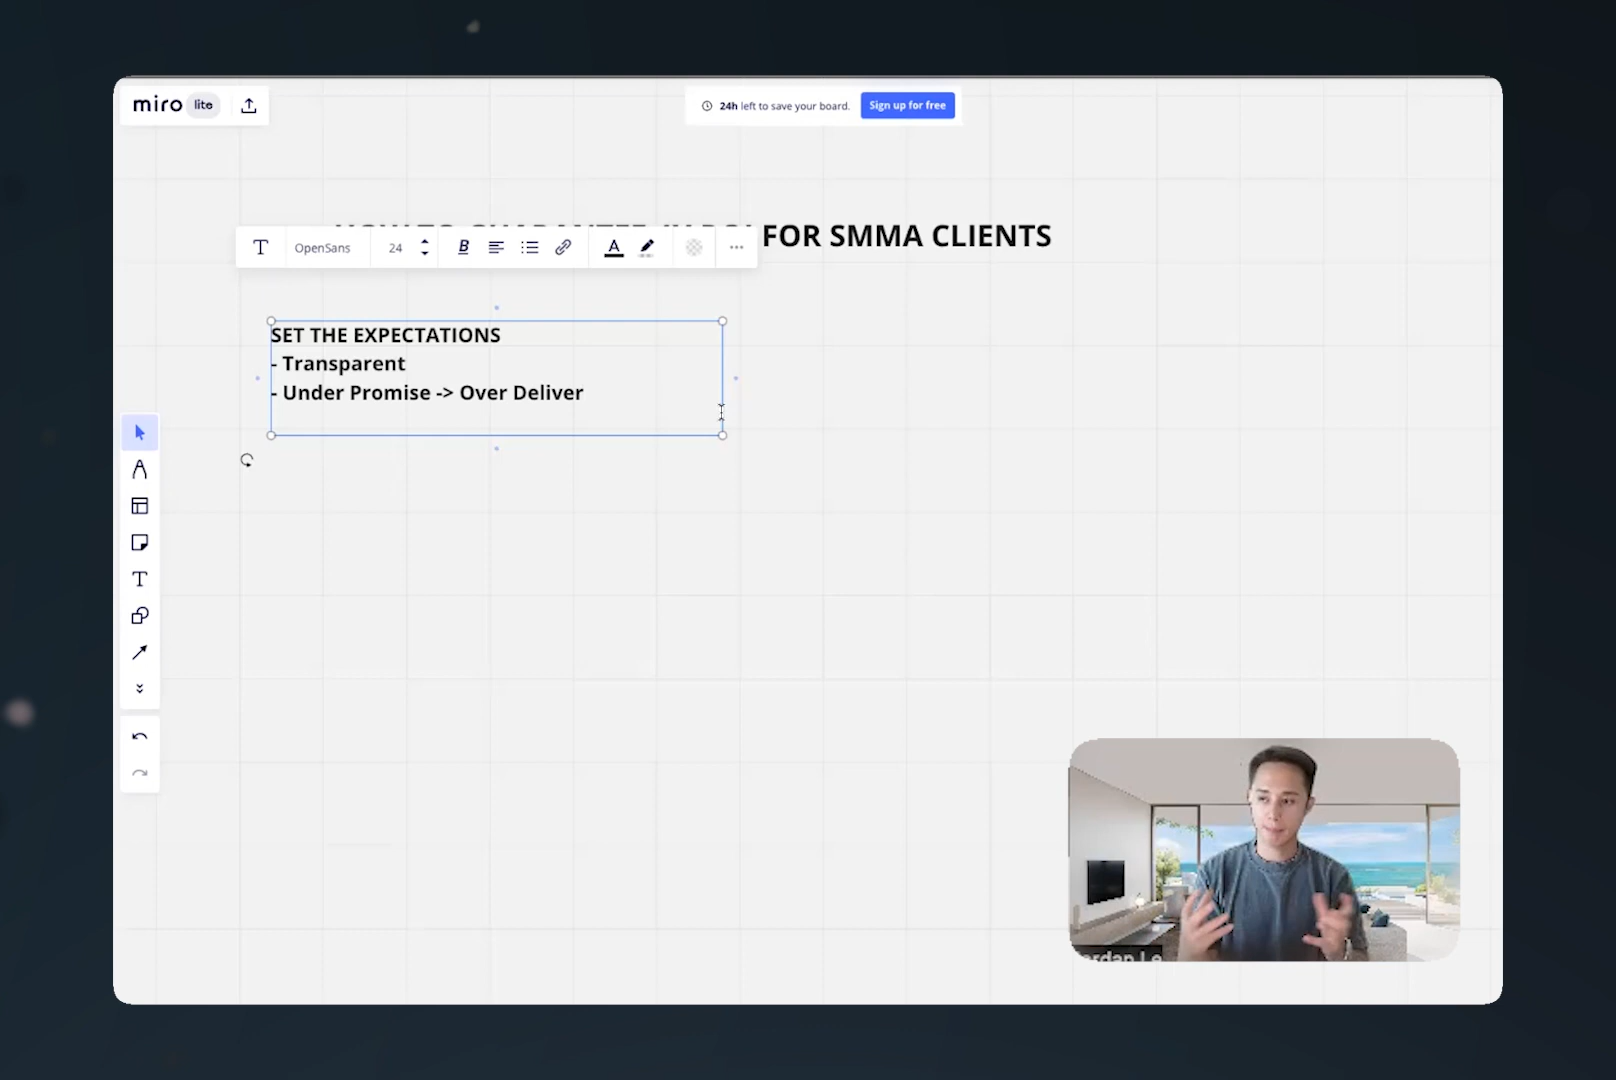 miro lite
24h left to save your board. Sign up for free
FOR SMMA CLIENTS
OpenSans 24
SET THE EXPECTATIONS
- Transparent
- Under Promise -> Over Deliver